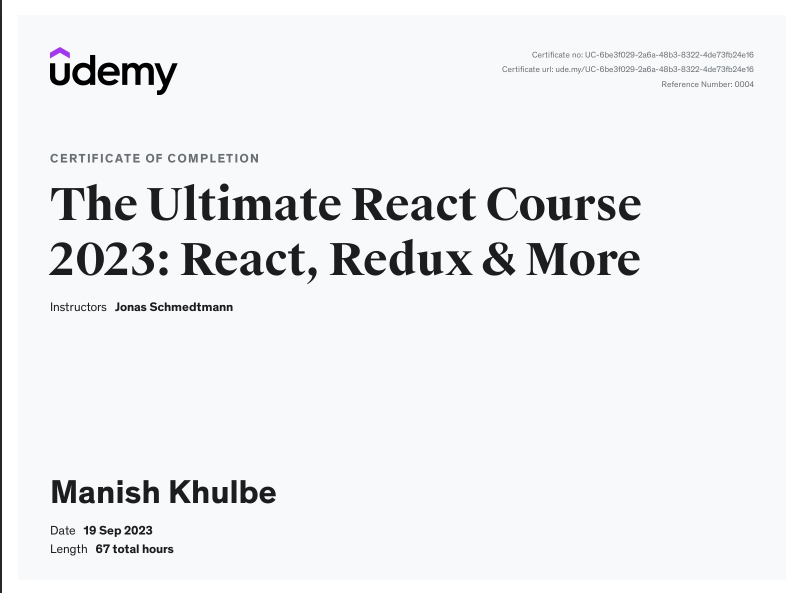 udemy
Certificate no: UC-6be3f029-2a6a-48b3-8322-4de73fb24e16
Certificate url: ude.my/UC-6be3f029-2a6a-48b3-8322-4de73fb24e16
Reference Number: 0004
CERTIFICATE OF COMPLETION
The Ultimate React Course
2023: React, Redux & More
Instructors Jonas Schmedtmann
Manish Khulbe
Date 19 Sep 2023
Length 67 total hours